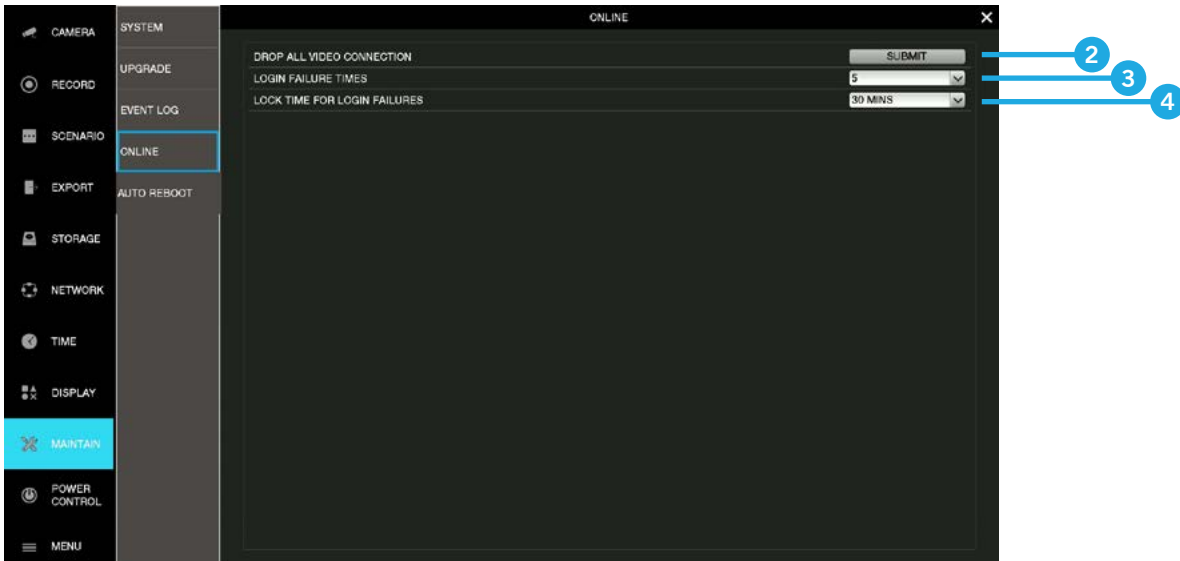 CAMERA
RECORD
SCENARIO
EXPORT
STORAGE
NETWORK
TIME
DISPLAY
MAINTAIN
POWER
CONTROL
MENU
SYSTEM
UPGRADE
EVENT LOG
ONLINE
AUTO REBOOT
ONLINE
DROP ALL VIDEO CONNECTION SUBMIT 2
LOGIN FAILURE TIMES 5 3
LOCK TIME FOR LOGIN FAILURES 30 MINS 4